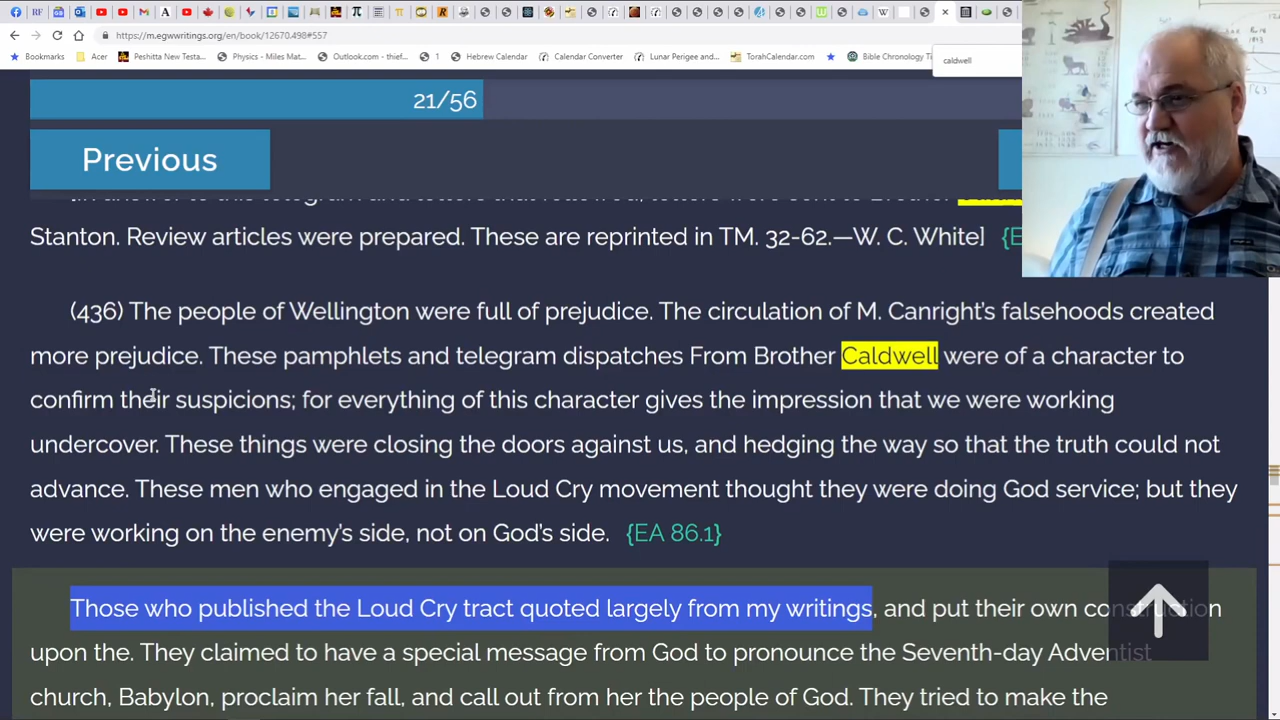 https://m.egwwritings.org/en/book/12670.498#557
Bookmarks Acer Peshitta New Testa... Physics - Miles Mat... Outlook.com - thief... 1 Hebrew Calendar Calendar Converter Lunar Perigee and... TorahCalendar.com Bible Chronology
caldwell
21/56
Previous
Stanton. Review articles were prepared. These are reprinted in TM. 32-62.—W. C. White]
(436) The people of Wellington were full of prejudice. The circulation of M. Canright's falsehoods created
more prejudice. These pamphlets and telegram dispatches From Brother Caldwell were of a character to
confirm their suspicions; for everything of this character gives the impression that we were working
undercover. These things were closing the doors against us, and hedging the way so that the truth could not
advance. These men who engaged in the Loud Cry movement thought they were doing God service; but they
were working on the enemy's side, not on God's side. {EA 86.1}
Those who published the Loud Cry tract quoted largely from my writings, and put their own construction
upon the. They claimed to have a special message from God to pronounce the Seventh-day Adventist
church, Babylon, proclaim her fall, and call out from her the people of God. They tried to make the